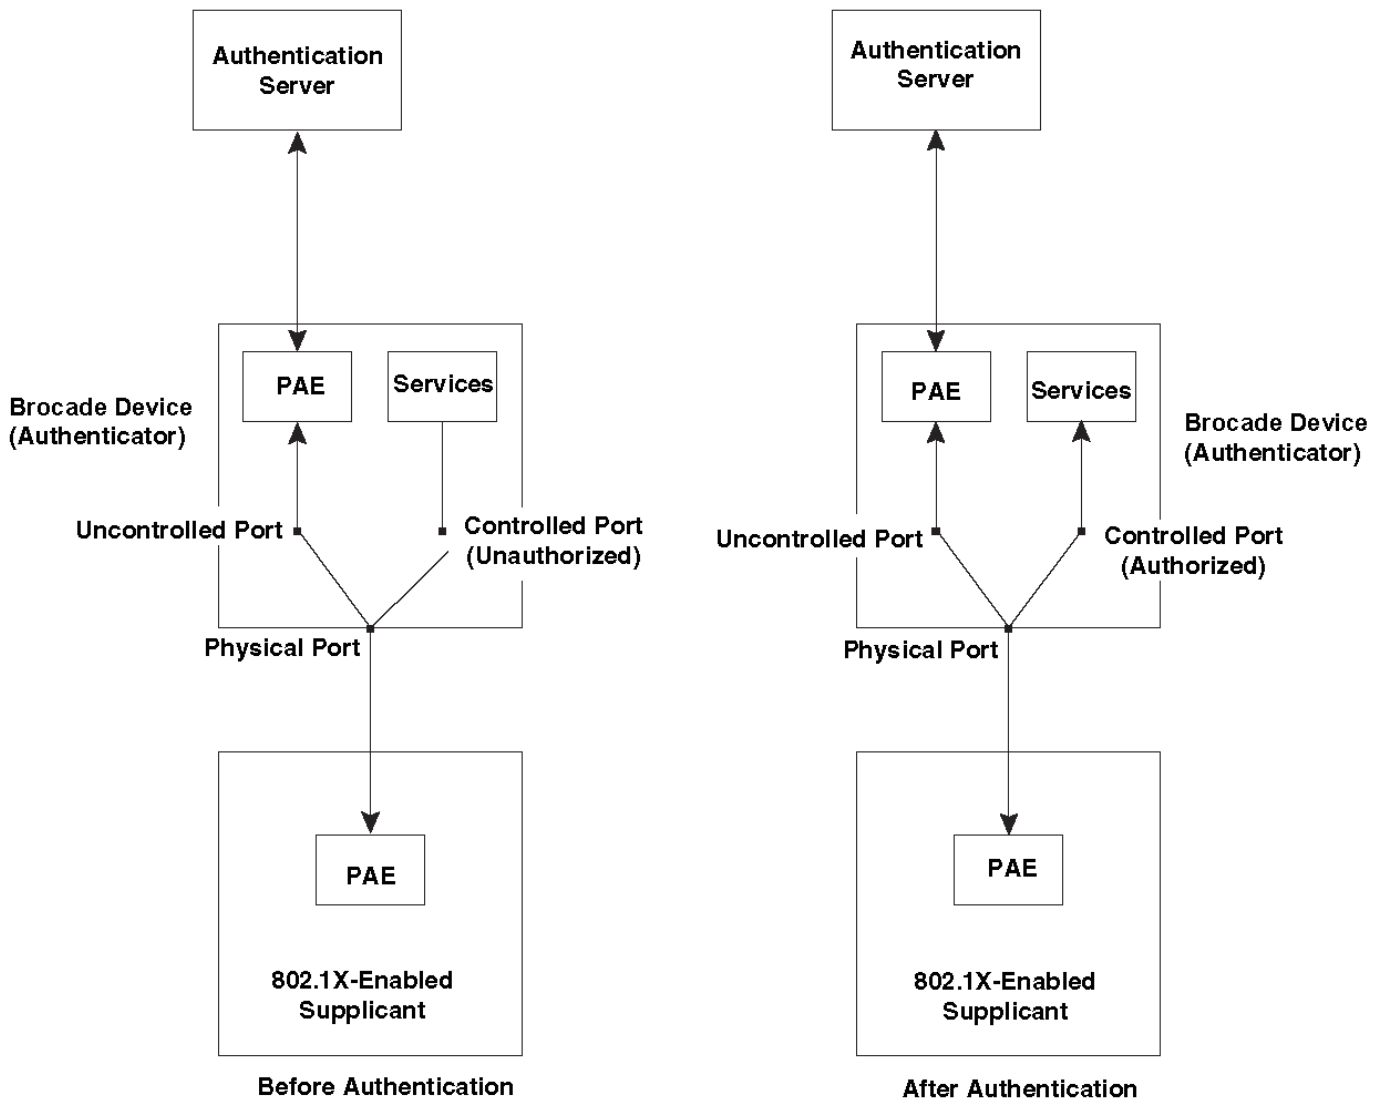 Authentication
Server
PAE
Services
Brocade Device
(Authenticator)
Uncontrolled Port
Controlled Port
(Unauthorized)
Physical Port
PAE
802.1X-Enabled
Supplicant
Before Authentication
Authentication
Server
PAE
Services
Brocade Device
(Authenticator)
Uncontrolled Port
Controlled Port
(Authorized)
Physical Port
PAE
802.1X-Enabled
Supplicant
After Authentication